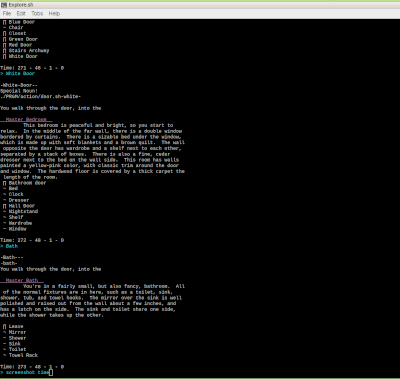 Explore.sh
File Edit Tabs Help
∏ Blue Door
~ Chair
∏ Closet
∏ Green Door
∏ Red Door
∏ Stairs Archway
∏ White Door
Time: 271 - 48 - 1 - 0
> White Door
-White-Door--
Special Noun!
./PRGM/action/door.sh-white-
You walk through the door, into the
Master Bedroom
This bedroom is peaceful and bright, so you start to
relax. In the middle of the far wall, there is a double window
bordered by curtains. There is a sizable bed under the window,
which is made up with soft blankets and a brown quilt. The wall
opposite the door has wardrobe and a shelf next to each other,
separated by a stack of boxes. There is also a fine, cedar
dresser next to the bed on the wall side. This room has walls
painted a yellow-pink color, with classic trim around the door
and window. The hardwood floor is covered by a thick carpet the
length of the room.
∏ Bathroom door
~ Bed
~ Clock
~ Dresser
∏ Hall Door
~ Nightstand
~ Shelf
~ Wardrobe
~ Window
Time: 272 - 48 - 1 - 0
> Bath
-Bath---
-bath-
You walk through the door, into the
Master Bath
You're in a fairly small, but also fancy, bathroom. All
of the normal fixtures are in here, such as a toilet, sink,
shower, tub, and towel hooks. The mirror over the sink is well
polished and raised out from the wall about a few inches, and
has a latch on the side. The sink and toilet share one side,
while the shower takes up the other.
∏ Leave
~ Mirror
~ Shower
~ Sink
~ Toilet
~ Towel Rack
Time: 273 - 48 - 1 - 0
> screenshot time